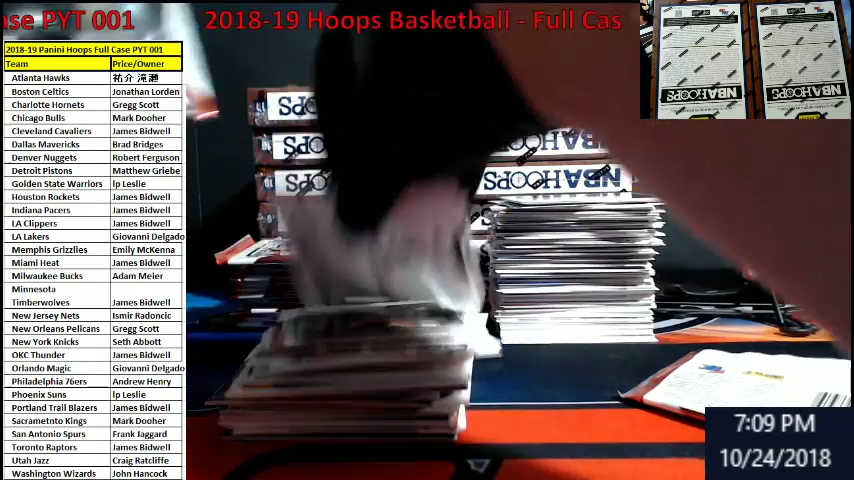 ase PYT 001
2018-19 Hoops Basketball - Full Cas
2018-19 Panini Hoops Full Case PYT 001
Team Price/Owner
Atlanta Hawks 祐介 滝瀬
Boston Celtics Jonathan Lorden
Charlotte Hornets Gregg Scott
Chicago Bulls Mark Dooher
Cleveland Cavaliers James Bidwell
Dallas Mavericks Brad Bridges
Denver Nuggets Robert Ferguson
Detroit Pistons Matthew Griebe
Golden State Warriors lp Leslie
Houston Rockets James Bidwell
Indiana Pacers James Bidwell
LA Clippers James Bidwell
LA Lakers Giovanni Delgado
Memphis Grizzlies Emily McKenna
Miami Heat James Bidwell
Milwaukee Bucks Adam Meier
Minnesota
Timberwolves James Bidwell
New Jersey Nets Ismir Radoncic
New Orleans Pelicans Gregg Scott
New York Knicks Seth Abbott
OKC Thunder James Bidwell
Orlando Magic Giovanni Delgado
Philadelphia 76ers Andrew Henry
Phoenix Suns lp Leslie
Portland Trail Blazers James Bidwell
Sacrametnto Kings Mark Dooher
San Antonio Spurs Frank Jaggard
Toronto Raptors James Bidwell
Utah Jazz Craig Ratcliffe
Washington Wizards John Hancock
NBA HOOPS
NBA HOOPS
OOPS
OOPS
OOPS
HOOPS
NBA HOOPS
7:09 PM
10/24/2018